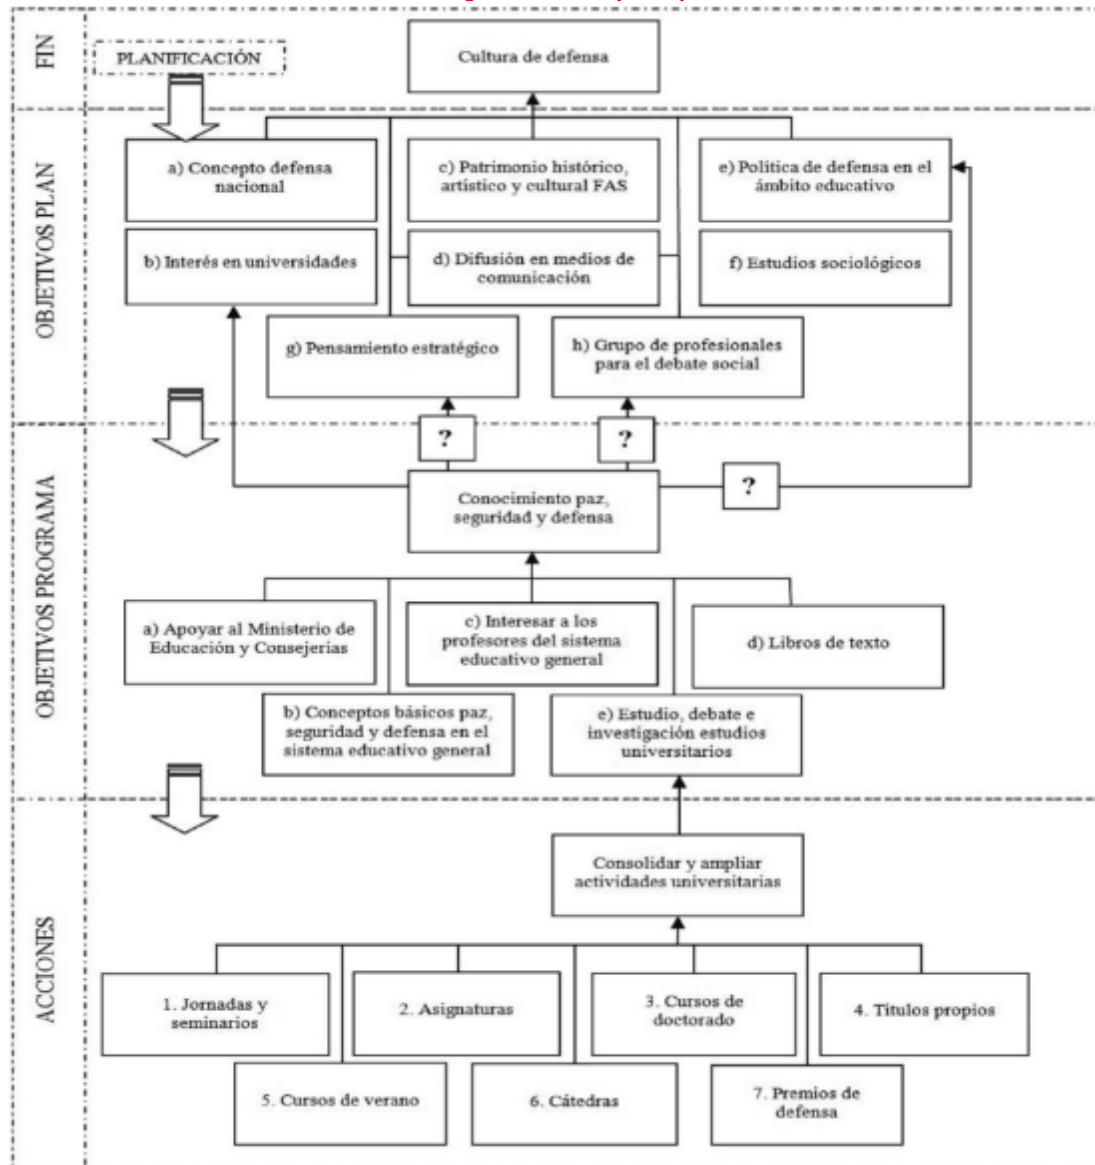 FIN
PLANIFICACIÓN
Cultura de defensa
OBJETIVOS PLAN
a) Concepto defensa
nacional
c) Patrimonio histórico,
artístico y cultural FAS
e) Política de defensa en el
ámbito educativo
b) Interés en universidades
d) Difusión en medios de
comunicación
f) Estudios sociológicos
g) Pensamiento estratégico
h) Grupo de profesionales
para el debate social
?
?
?
OBJETIVOS PROGRAMA
Conocimiento paz,
seguridad y defensa
a) Apoyar al Ministerio de
Educación y Consejerias
c) Interesar a los
profesores del sistema
educativo general
d) Libros de texto
b) Conceptos básicos paz,
seguridad y defensa en el
sistema educativo general
e) Estudio, debate e
investigación estudios
universitarios
ACCIONES
Consolidar y ampliar
actividades universitarias
1. Jornadas y
seminarios
2. Asignaturas
3. Cursos de
doctorado
4. Títulos propios
5. Cursos de verano
6. Cátedras
7. Premios de
defensa